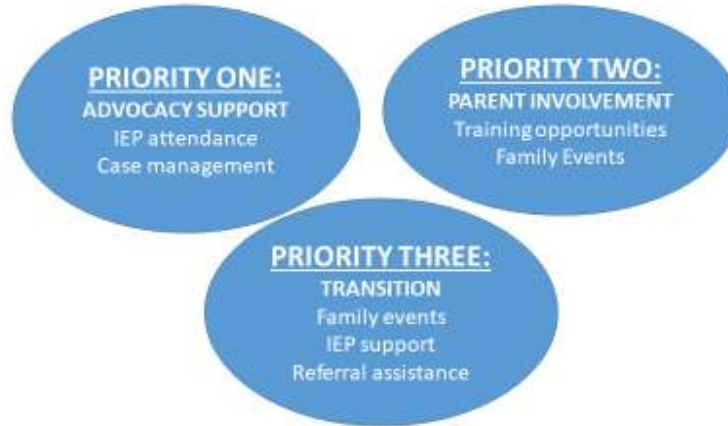 PRIORITY ONE:
ADVOCACY SUPPORT
IEP attendance
Case management
PRIORITY TWO:
PARENT INVOLVEMENT
Training opportunities
Family Events
PRIORITY THREE:
TRANSITION
Family events
IEP support
Referral assistance